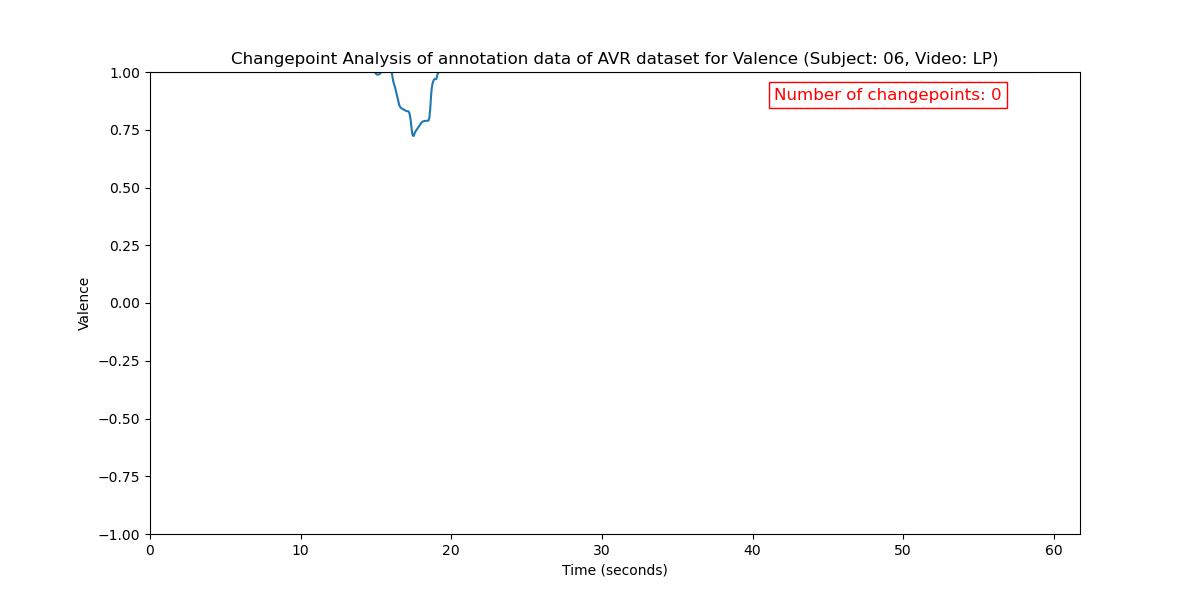 Changepoint Analysis of annotation data of AVR dataset for Valence (Subject: 06, Video: LP)
Number of changepoints: 0
1.00
0.75
0.50
0.25
0.00
−0.25
−0.50
−0.75
−1.00
Valence
0 10 20 30 40 50 60
Time (seconds)